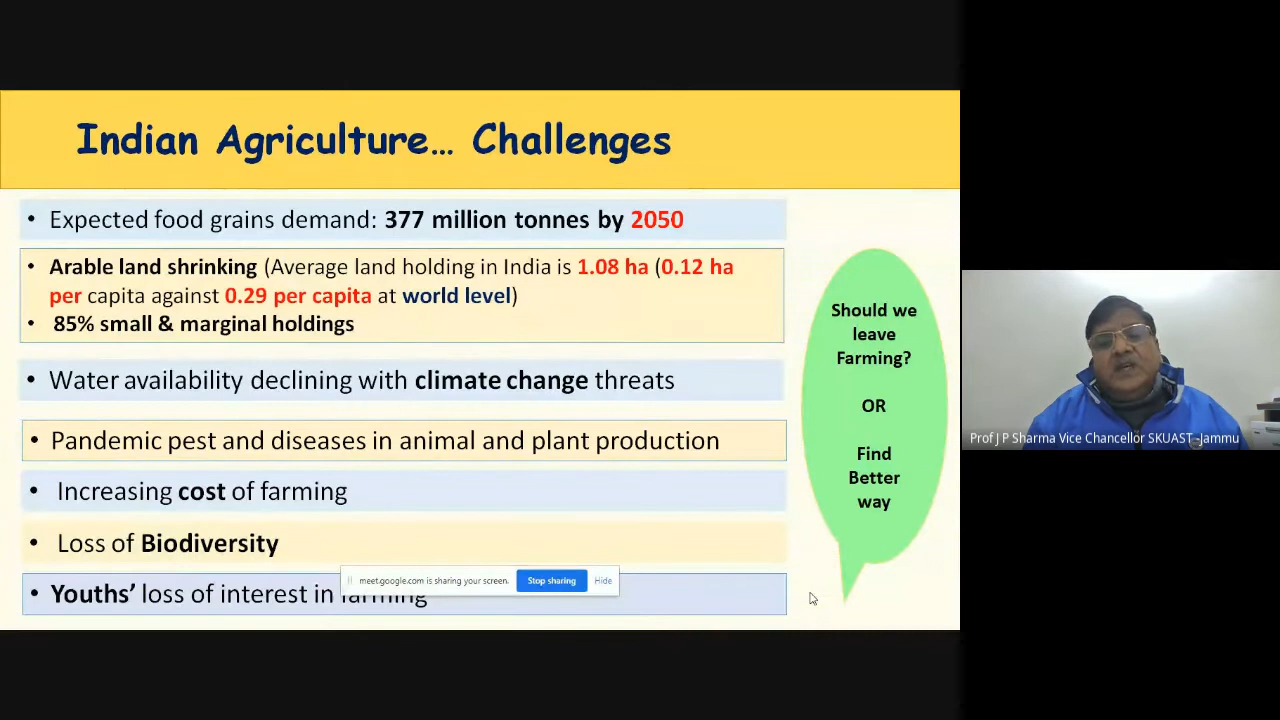 Indian Agriculture... Challenges
• Expected food grains demand: 377 million tonnes by 2050
• Arable land shrinking (Average land holding in India is 1.08 ha (0.12 ha
per capita against 0.29 per capita at world level)
• 85% small & marginal holdings
• Water availability declining with climate change threats
• Pandemic pest and diseases in animal and plant production
• Increasing cost of farming
• Loss of Biodiversity
• Youths' loss of interest in farming
meet.google.com is sharing your screen.
Stop sharing
Hide
Should we
leave
Farming?
OR
Find
Better
way
Prof J P Sharma Vice Chancellor SKUAST -Jammu